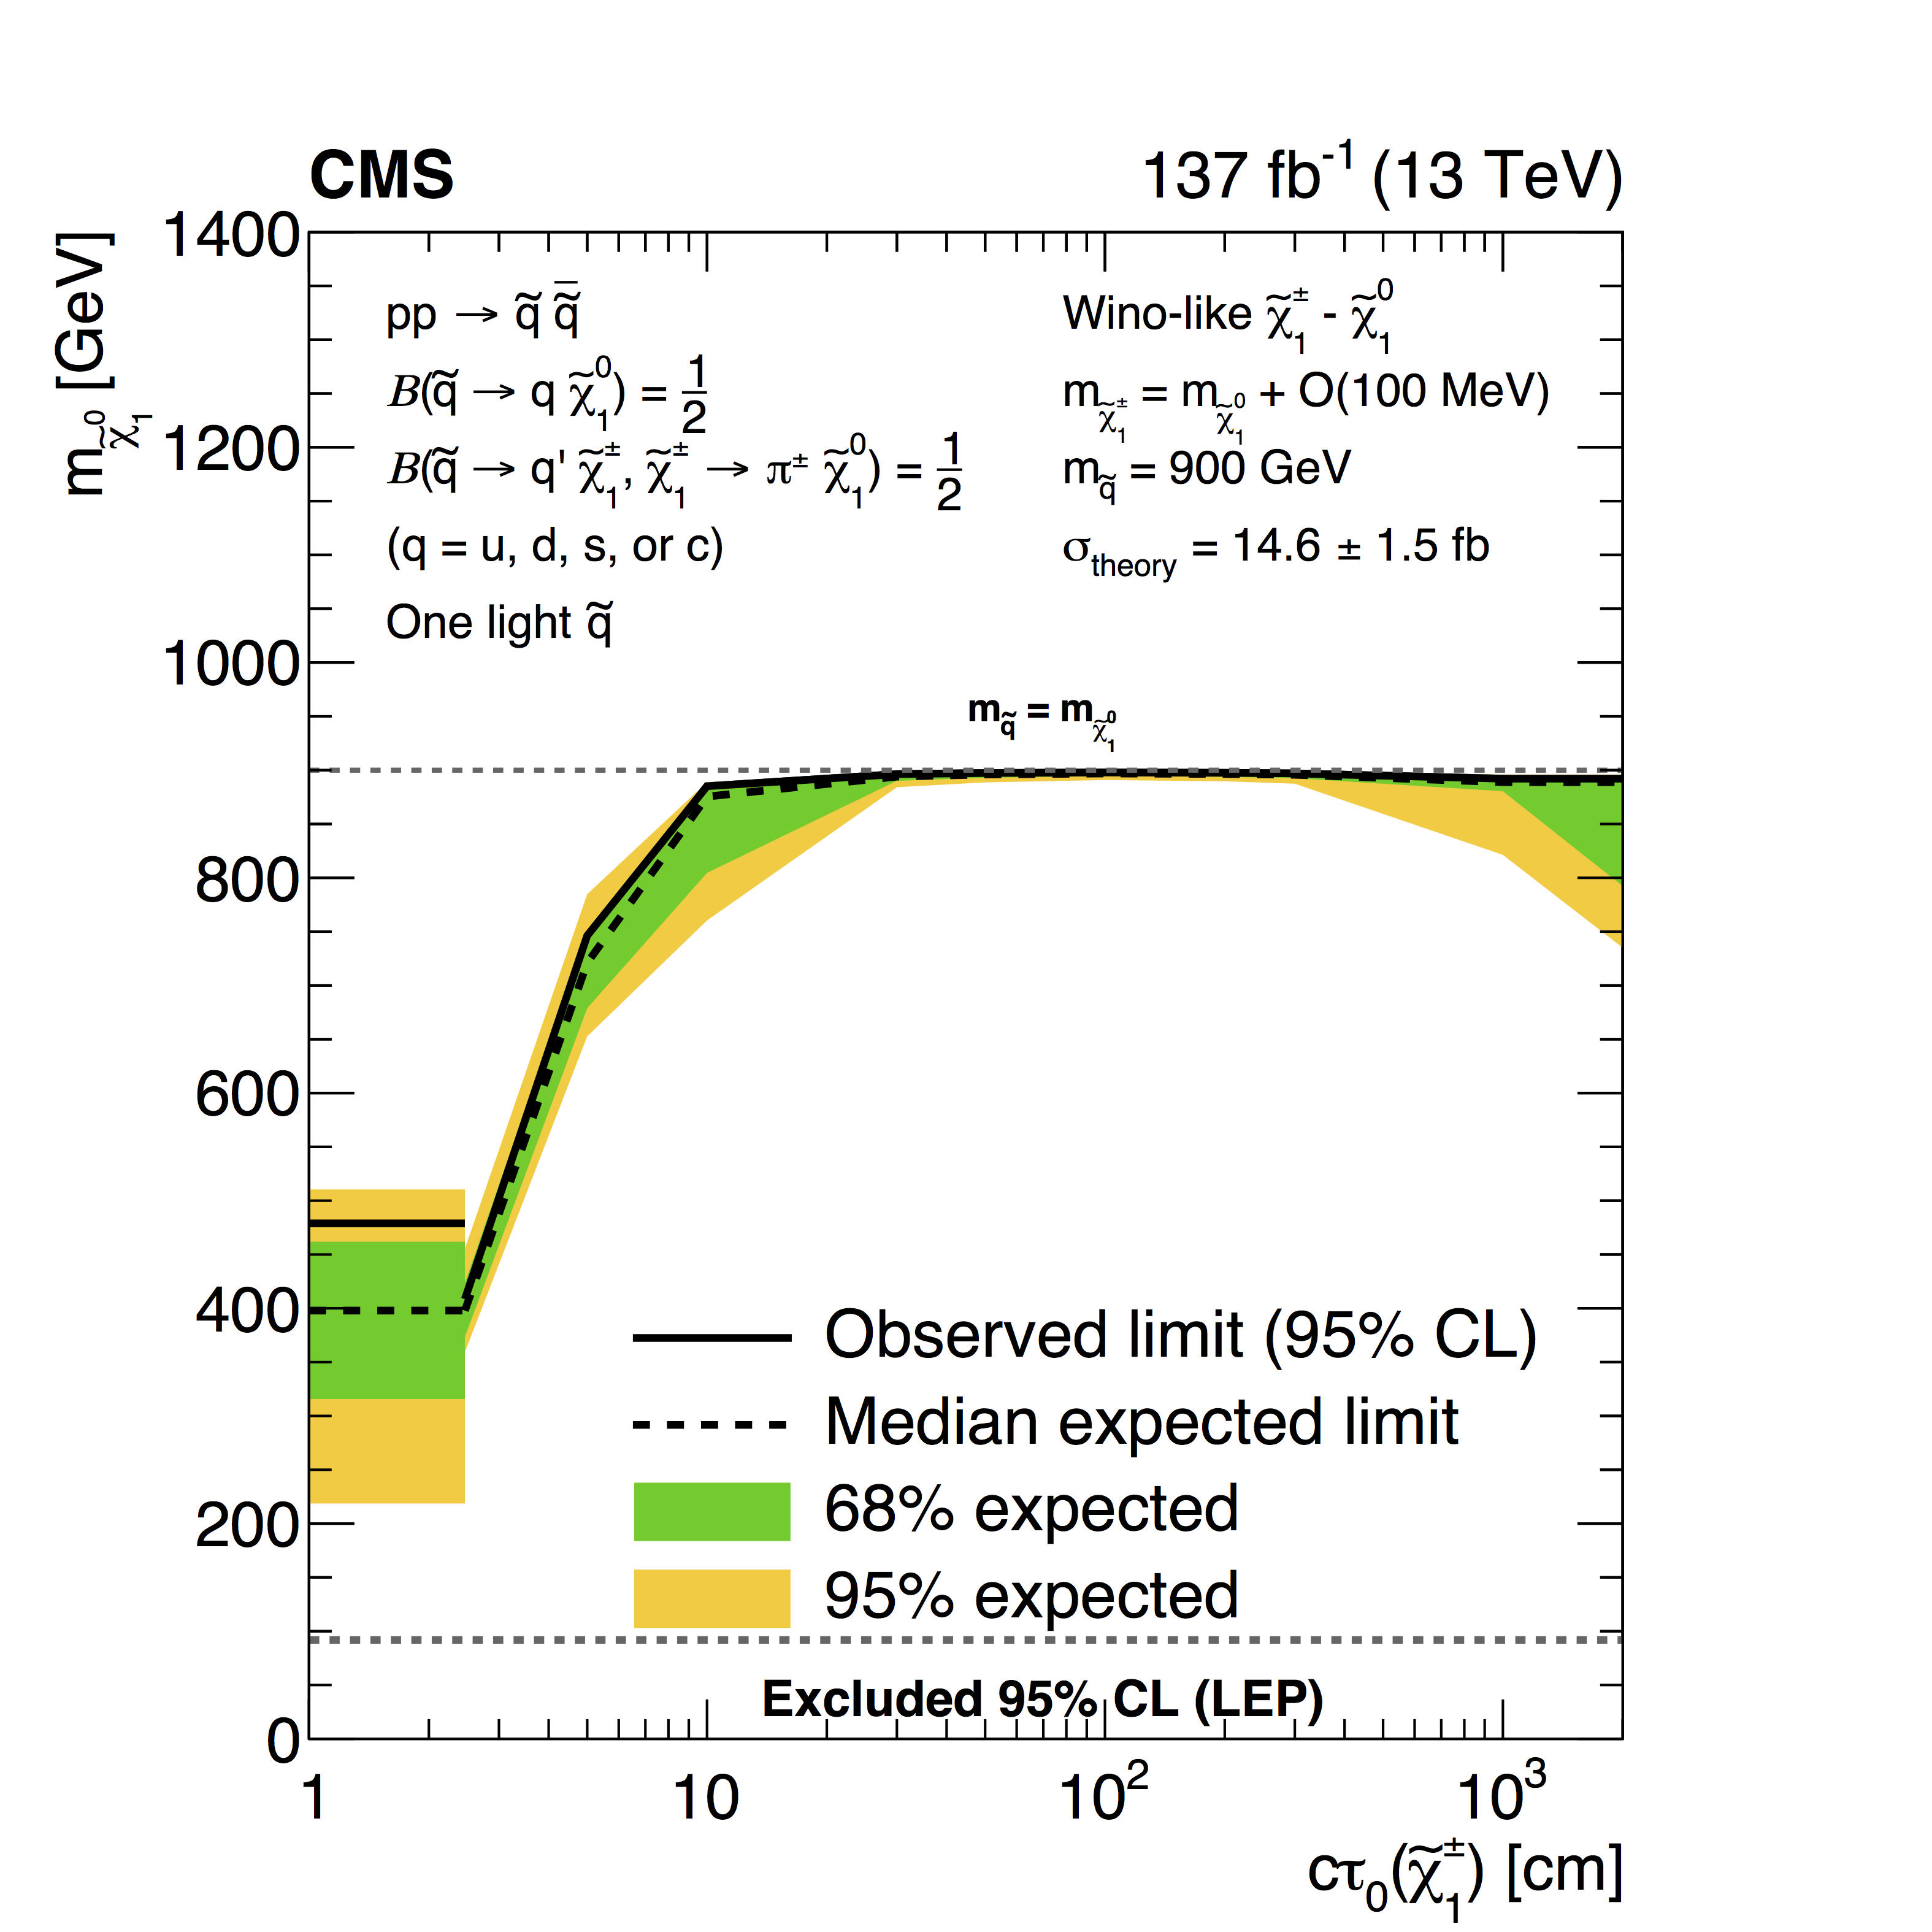 CMS
137 fb⁻¹ (13 TeV)
m_χ̃₁⁰ [GeV]
1400
1200
1000
800
600
400
200
0
pp → q̃ q̃̄
B(q̃ → q χ̃₁⁰) = 1/2
B(q̃ → q' χ̃₁±, χ̃₁± → π± χ̃₁⁰) = 1/2
(q = u, d, s, or c)
One light q̃
Wino-like χ̃₁± - χ̃₁⁰
m_χ̃₁± = m_χ̃₁⁰ + O(100 MeV)
m_q̃ = 900 GeV
σ_theory = 14.6 ± 1.5 fb
m_q̃ = m_χ̃₁⁰
Observed limit (95% CL)
Median expected limit
68% expected
95% expected
Excluded 95% CL (LEP)
1 10 10² 10³
cτ₀(χ̃₁±) [cm]